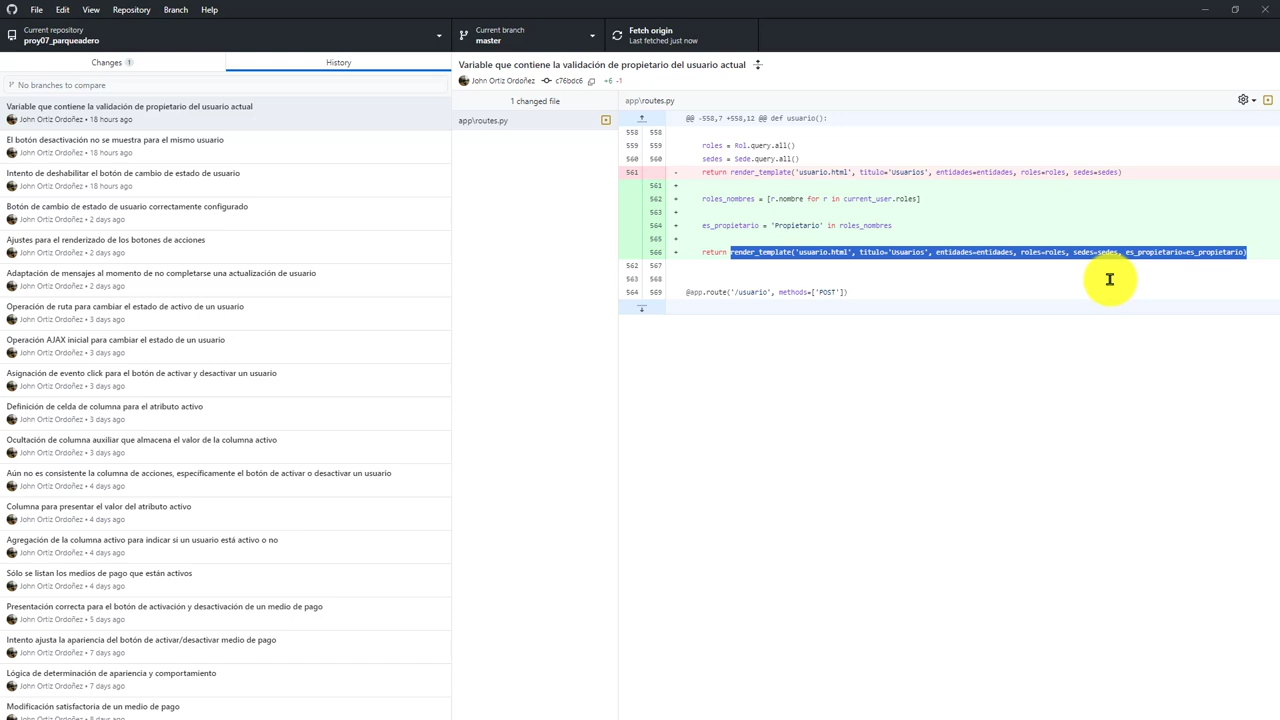 File Edit View Repository Branch Help
Current repository
proy07_parqueadero
Current branch
master
Fetch origin
Last fetched just now
Changes 1
History
No branches to compare
Variable que contiene la validación de propietario del usuario actual
John Ortiz Ordoñez • 18 hours ago
El botón desactivación no se muestra para el mismo usuario
John Ortiz Ordoñez • 18 hours ago
Intento de deshabilitar el botón de cambio de estado de usuario
John Ortiz Ordoñez • 18 hours ago
Botón de cambio de estado de usuario correctamente configurado
John Ortiz Ordoñez • 2 days ago
Ajustes para el renderizado de los botones de acciones
John Ortiz Ordoñez • 2 days ago
Adaptación de mensajes al momento de no completarse una actualización de usuario
John Ortiz Ordoñez • 2 days ago
Operación de ruta para cambiar el estado de activo de un usuario
John Ortiz Ordoñez • 3 days ago
Operación AJAX inicial para cambiar el estado de un usuario
John Ortiz Ordoñez • 3 days ago
Asignación de evento click para el botón de activar y desactivar un usuario
John Ortiz Ordoñez • 3 days ago
Definición de celda de columna para el atributo activo
John Ortiz Ordoñez • 3 days ago
Ocultación de columna auxiliar que almacena el valor de la columna activo
John Ortiz Ordoñez • 3 days ago
Aún no es consistente la columna de acciones, específicamente el botón de activar o desactivar un usuario
John Ortiz Ordoñez • 4 days ago
Columna para presentar el valor del atributo activo
John Ortiz Ordoñez • 4 days ago
Agregación de la columna activo para indicar si un usuario está activo o no
John Ortiz Ordoñez • 4 days ago
Sólo se listan los medios de pago que están activos
John Ortiz Ordoñez • 4 days ago
Presentación correcta para el botón de activación y desactivación de un medio de pago
John Ortiz Ordoñez • 5 days ago
Intento ajusta la apariencia del botón de activar/desactivar medio de pago
John Ortiz Ordoñez • 7 days ago
Lógica de determinación de apariencia y comportamiento
John Ortiz Ordoñez • 7 days ago
Modificación satisfactoria de un medio de pago
John Ortiz Ordoñez • 8 days ago
Variable que contiene la validación de propietario del usuario actual
John Ortiz Ordoñez c76bdc6 +6 -1
1 changed file
app\routes.py
app\routes.py
@@ -558,7 +558,12 @@ def usuario():
558 558
559 559 roles = Rol.query.all()
560 560 sedes = Sede.query.all()
561 - return render_template('usuario.html', titulo='Usuarios', entidades=entidades, roles=roles, sedes=sedes)
561 +
562 + roles_nombres = [r.nombre for r in current_user.roles]
563 +
564 + es_propietario = 'Propietario' in roles_nombres
565 +
566 + return render_template('usuario.html', titulo='Usuarios', entidades=entidades, roles=roles, sedes=sedes, es_propietario=es_propietario)
562 567
563 568
564 569 @app.route('/usuario', methods=['POST'])